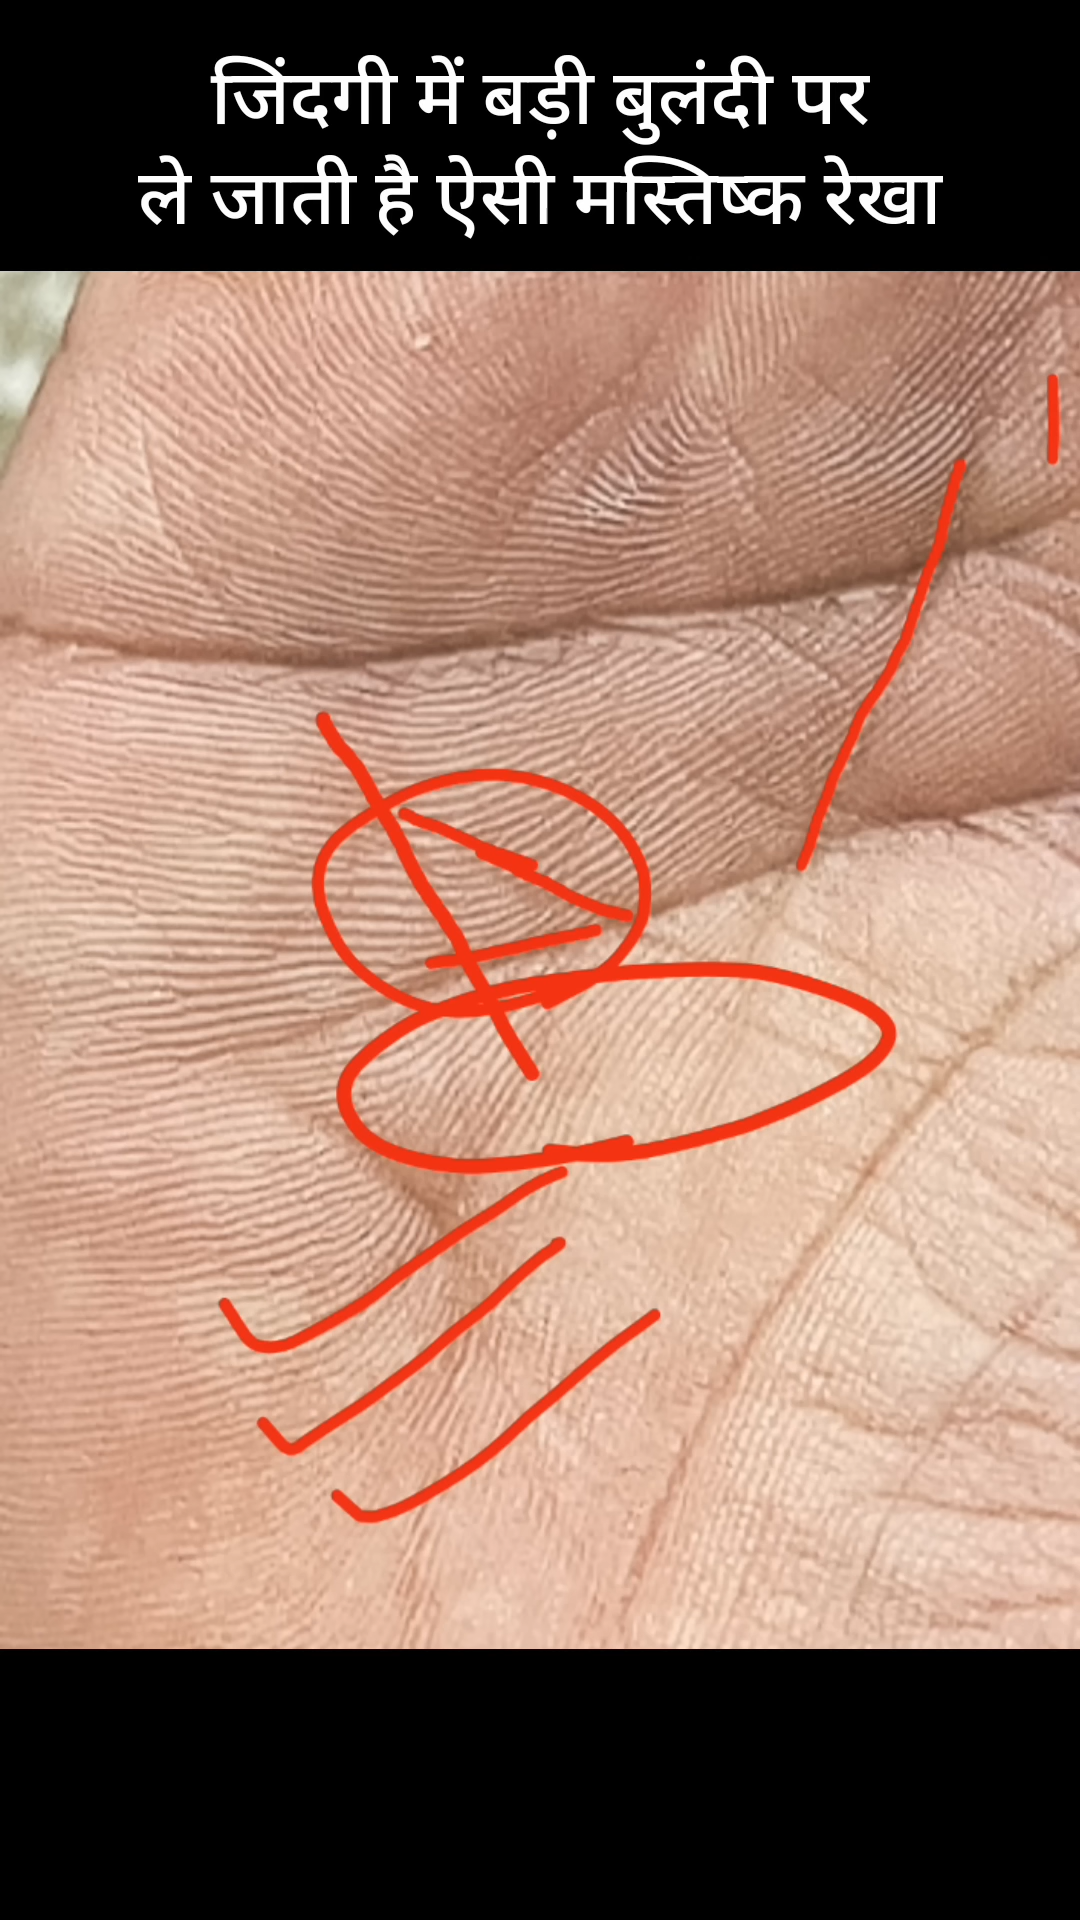 जिंदगी में बड़ी बुलंदी पर
ले जाती है ऐसी मस्तिष्क रेखा